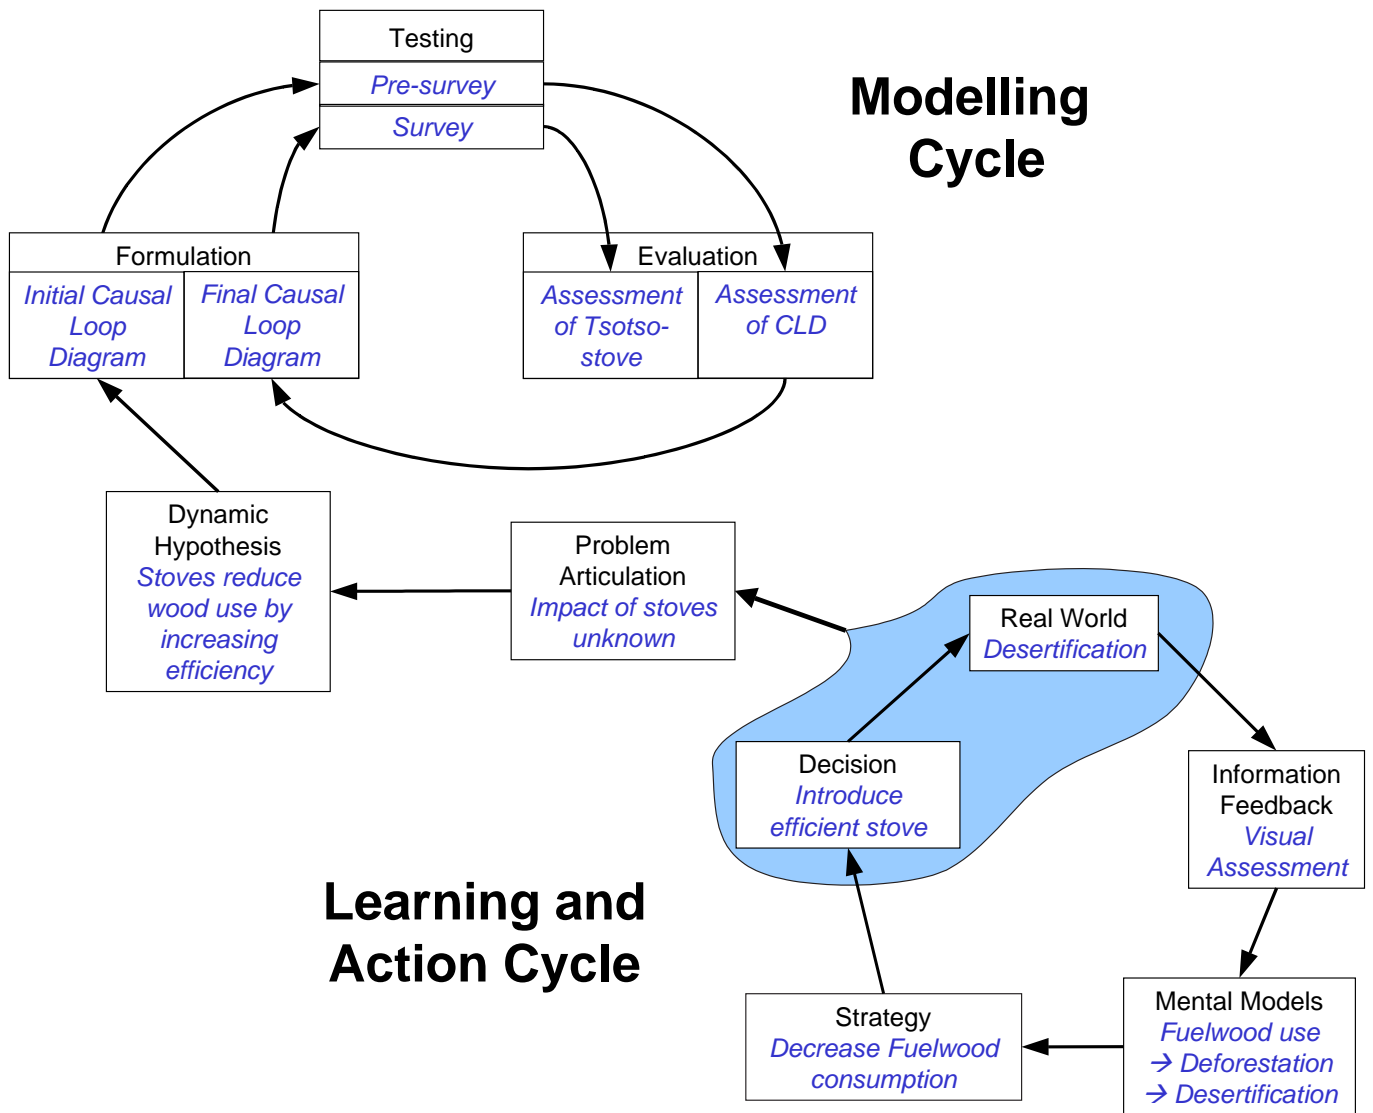 Testing
Pre-survey
Survey
Modelling
Cycle
Formulation
Initial Causal
Loop
Diagram
Final Causal
Loop
Diagram
Evaluation
Assessment
of Tsotso-
stove
Assessment
of CLD
Dynamic
Hypothesis
Stoves reduce
wood use by
increasing
efficiency
Problem
Articulation
Impact of stoves
unknown
Real World
Desertification
Decision
Introduce
efficient stove
Information
Feedback
Visual
Assessment
Learning and
Action Cycle
Strategy
Decrease Fuelwood
consumption
Mental Models
Fuelwood use
→ Deforestation
→ Desertification